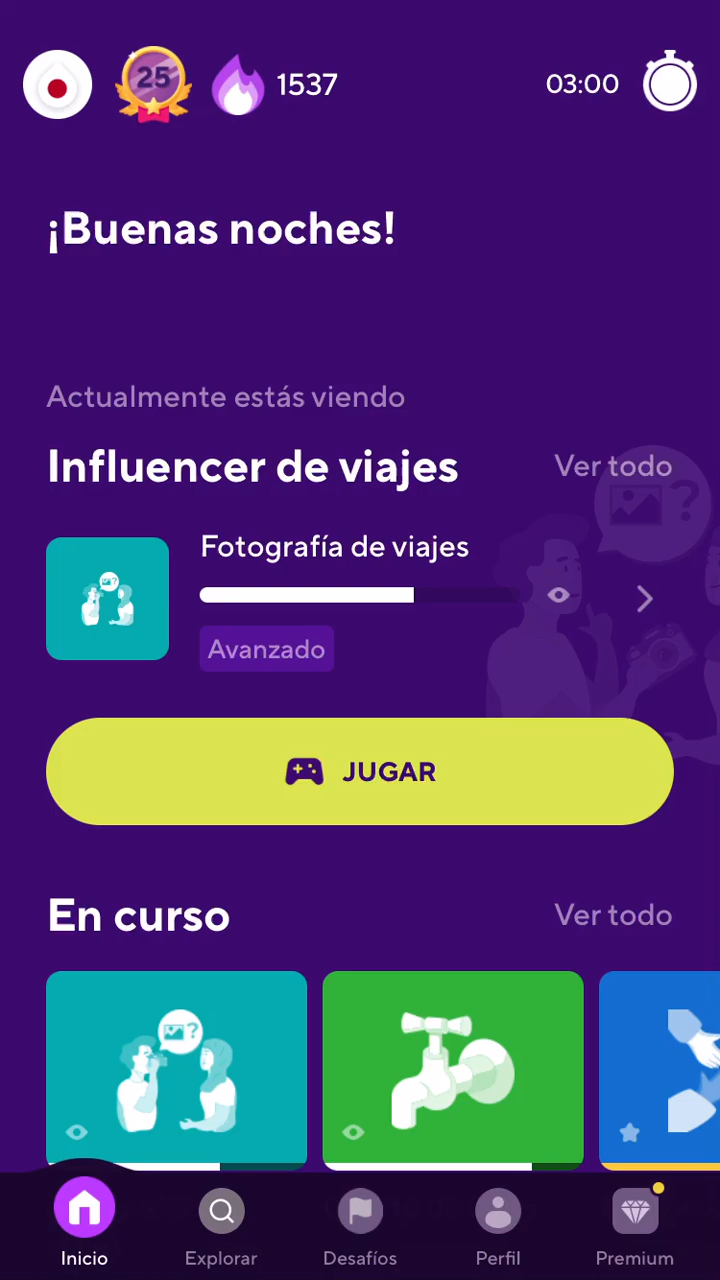 25
1537
03:00
¡Buenas noches!
Actualmente estás viendo
Influencer de viajes
Ver todo
?
Fotografía de viajes
Avanzado
JUGAR
En curso
Ver todo
?
Inicio
Explorar
Desafíos
Perfil
Premium